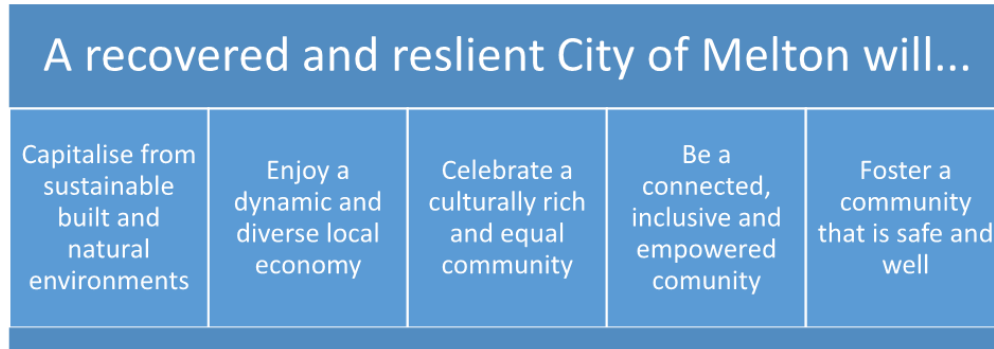 A recovered and reslient City of Melton will...
Capitalise from
sustainable
built and
natural
environments
Enjoy a
dynamic and
diverse local
economy
Celebrate a
culturally rich
and equal
community
Be a
connected,
inclusive and
empowered
comunity
Foster a
community
that is safe and
well